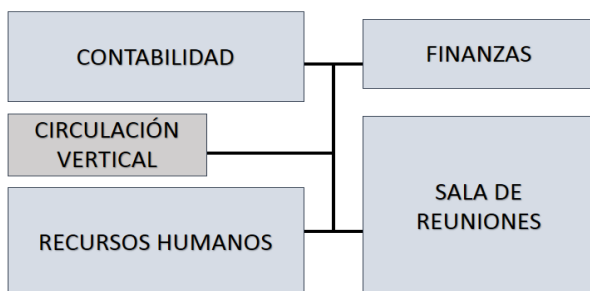 CONTABILIDAD
FINANZAS
CIRCULACIÓN
VERTICAL
SALA DE
REUNIONES
RECURSOS HUMANOS